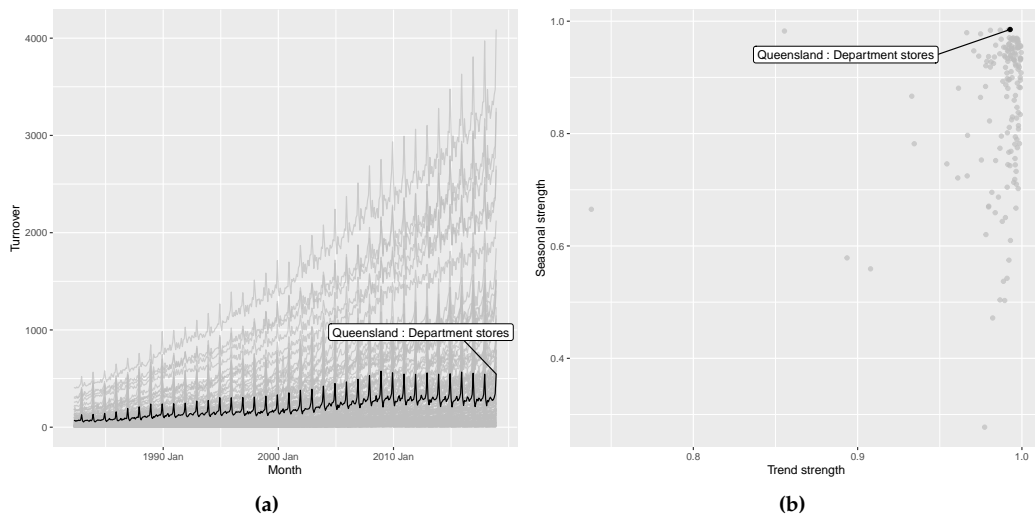 4000
3000
2000
1000
0
Turnover
Queensland : Department stores
1990 Jan
2000 Jan
2010 Jan
Month
(a)
1.0
0.8
0.6
0.4
Seasonal strength
Queensland : Department stores
0.8
0.9
1.0
Trend strength
(b)